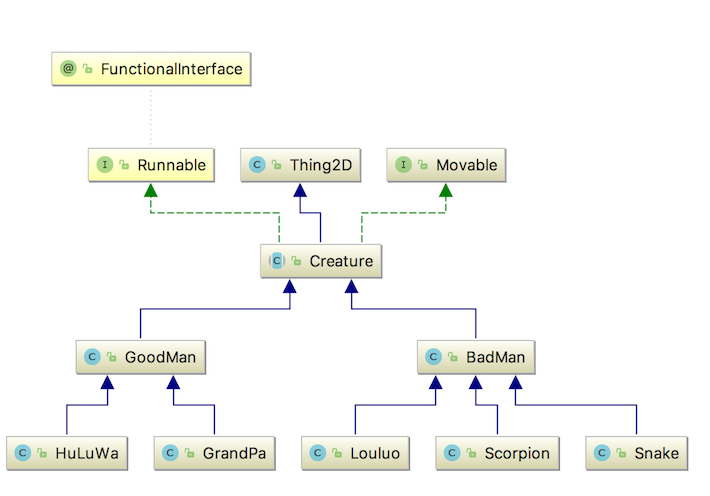 @ FunctionalInterface
I Runnable
C Thing2D
I Movable
C Creature
C GoodMan
C BadMan
C HuLuWa
C GrandPa
C Louluo
C Scorpion
C Snake